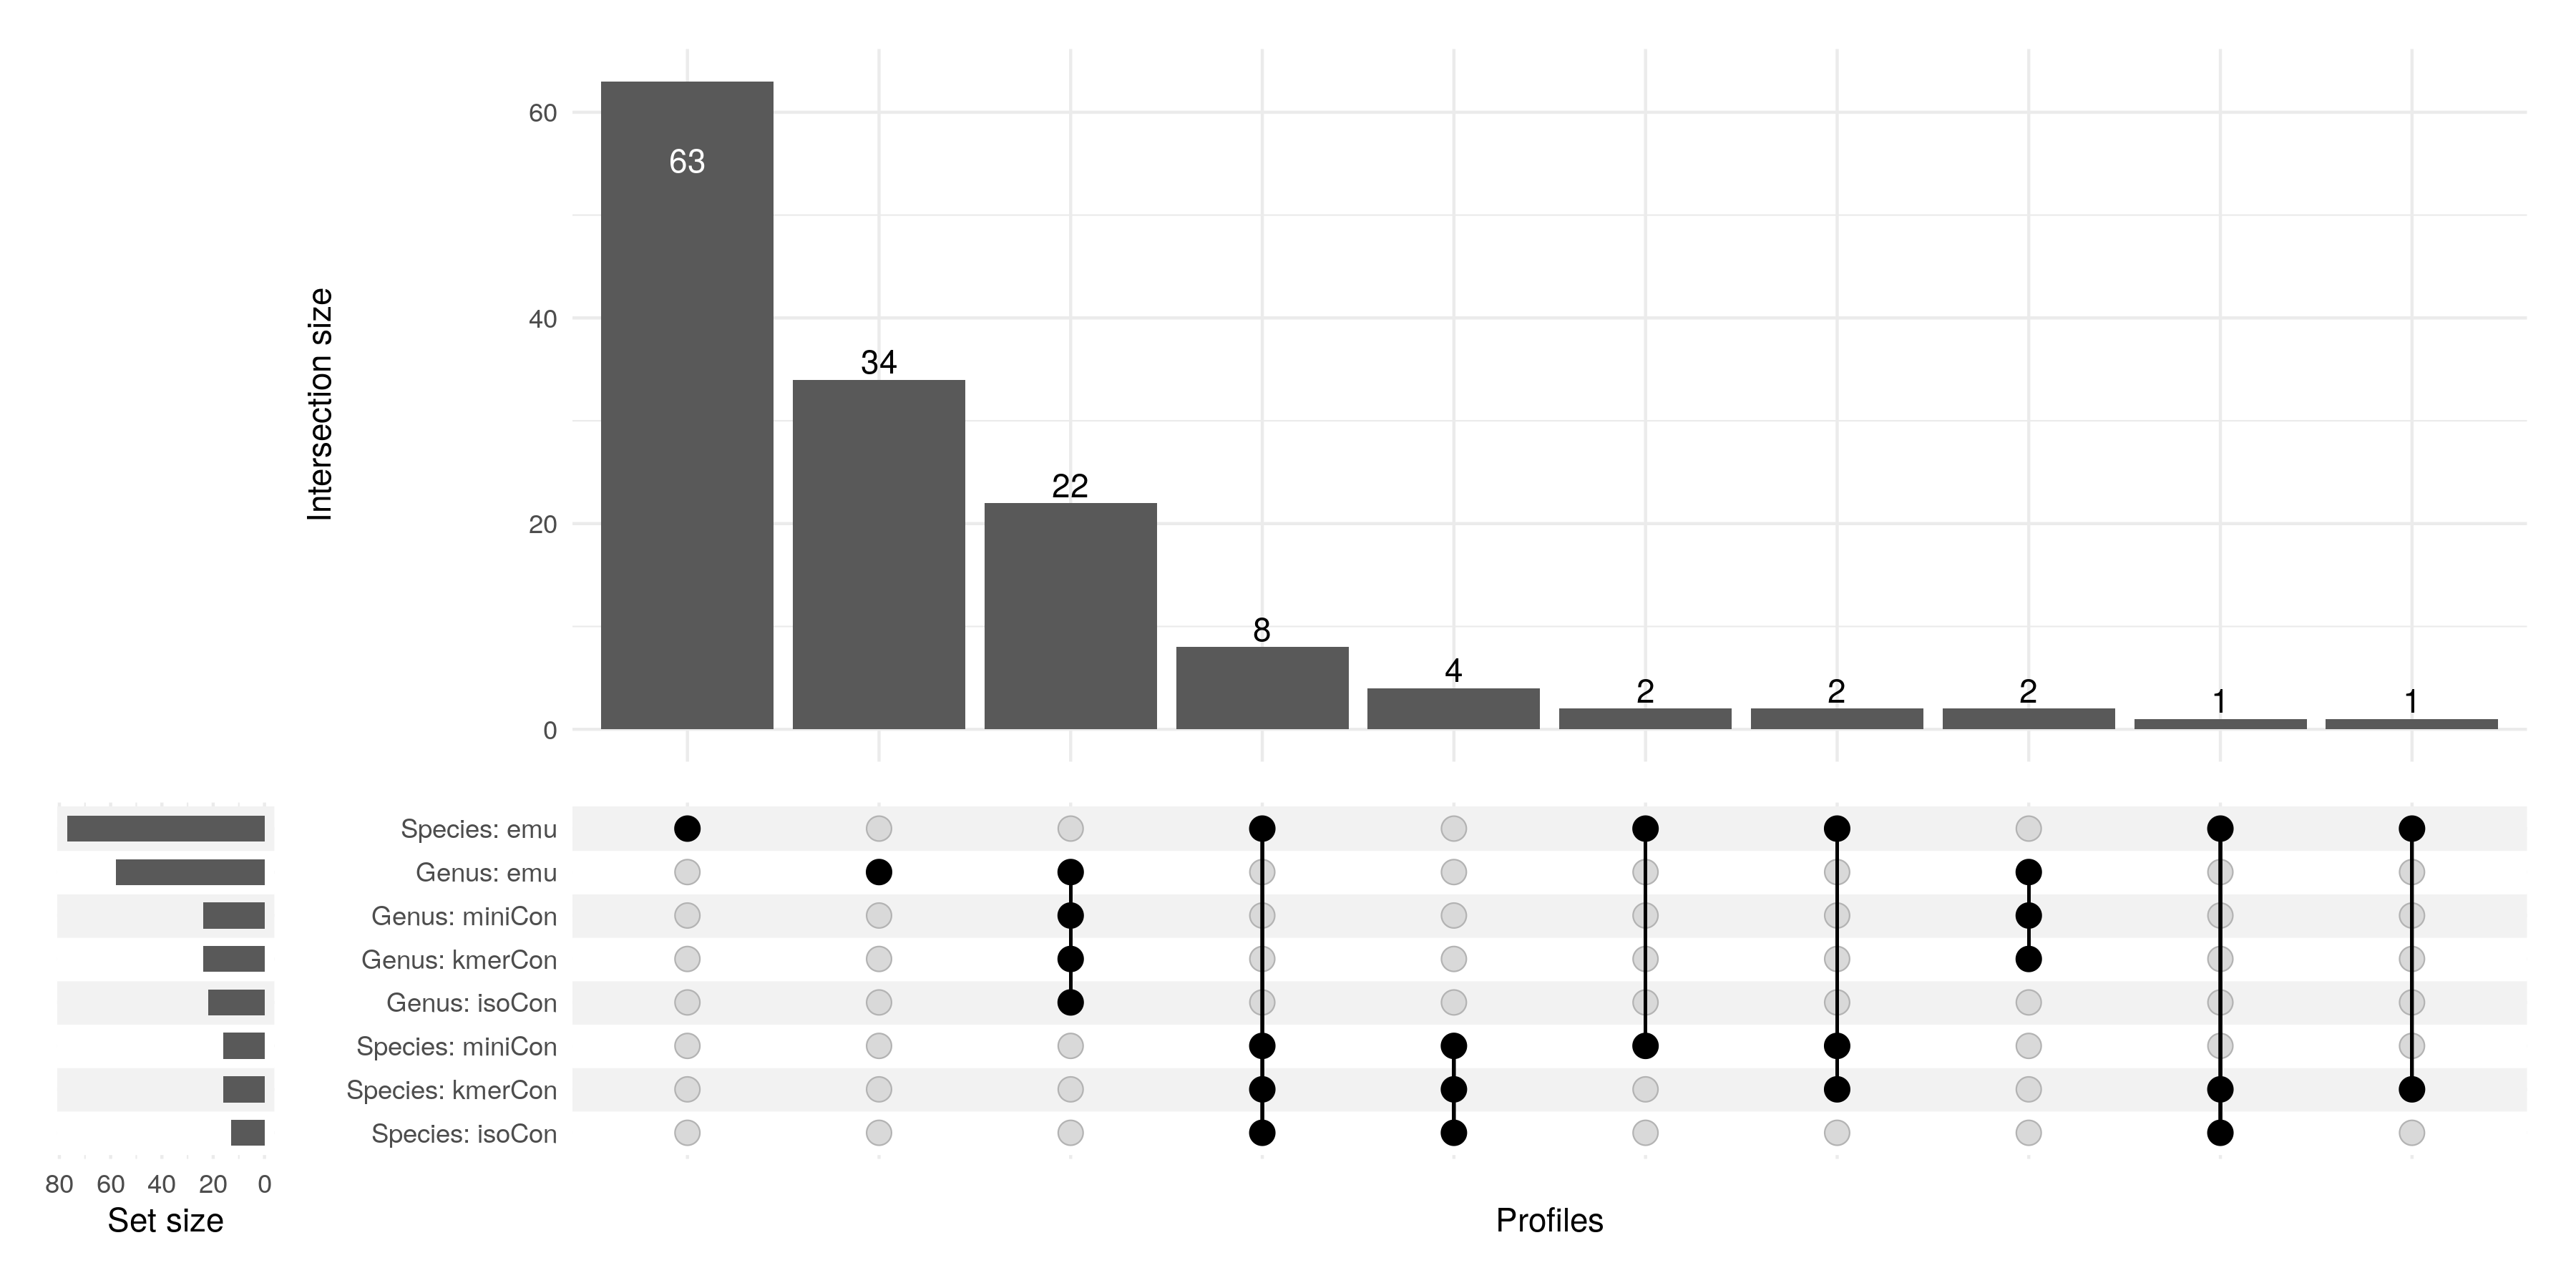 Intersection size
60
40
20
0
63
34
22
8
4
2
2
2
1
1
Species: emu
Genus: emu
Genus: miniCon
Genus: kmerCon
Genus: isoCon
Species: miniCon
Species: kmerCon
Species: isoCon
80 60 40 20 0
Set size
Profiles